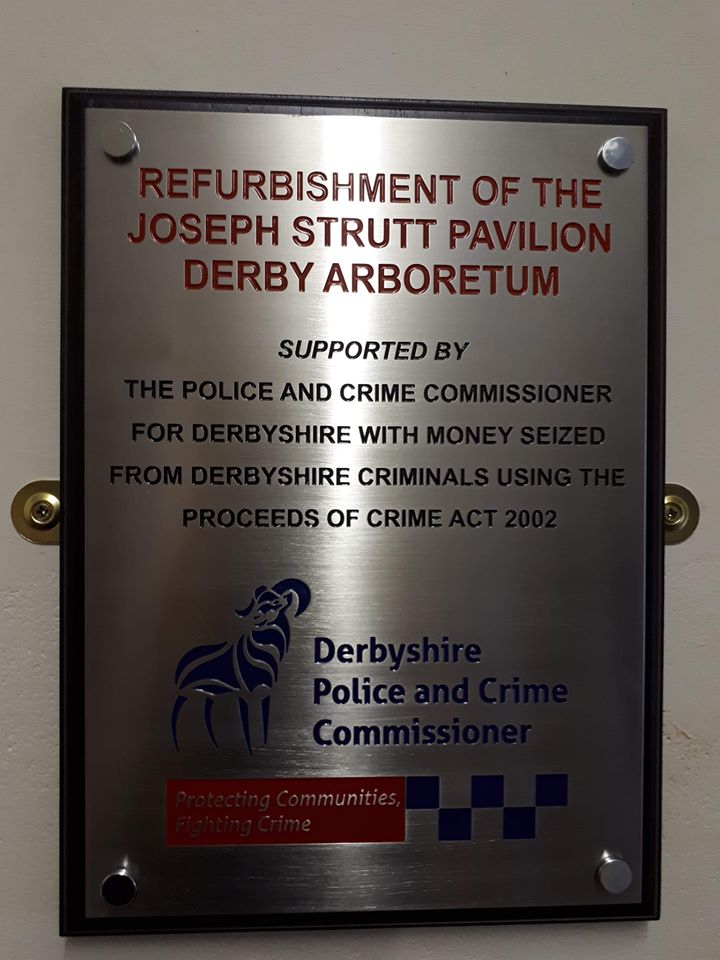 REFURBISHMENT OF THE
JOSEPH STRUTT PAVILION
DERBY ARBORETUM
SUPPORTED BY
THE POLICE AND CRIME COMMISSIONER
FOR DERBYSHIRE WITH MONEY SEIZED
FROM DERBYSHIRE CRIMINALS USING THE
PROCEEDS OF CRIME ACT 2002
Derbyshire
Police and Crime
Commissioner
Protecting Communities,
Fighting Crime